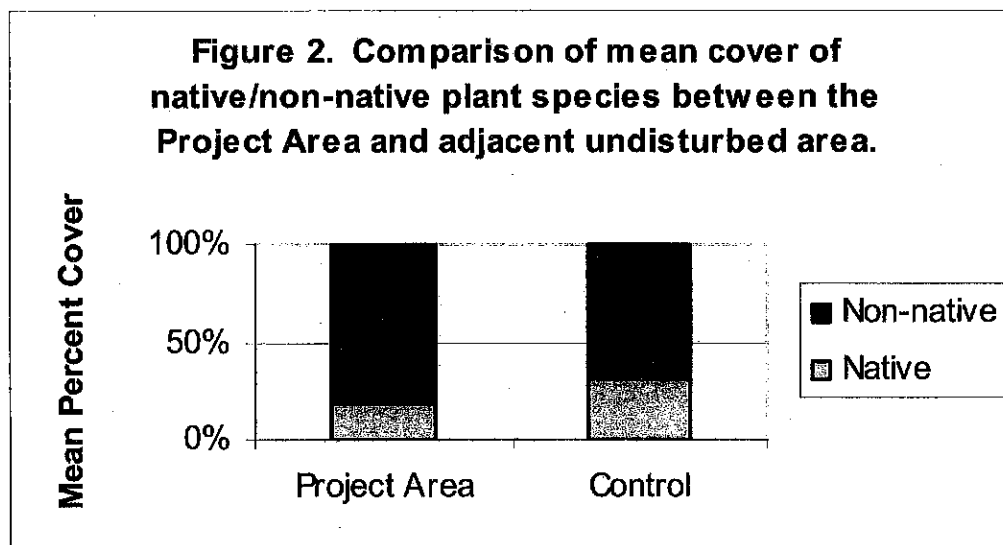 Figure 2. Comparison of mean cover of
native/non-native plant species between the
Project Area and adjacent undisturbed area.
Mean Percent Cover
100%
50%
0%
Project Area
Control
Non-native
Native